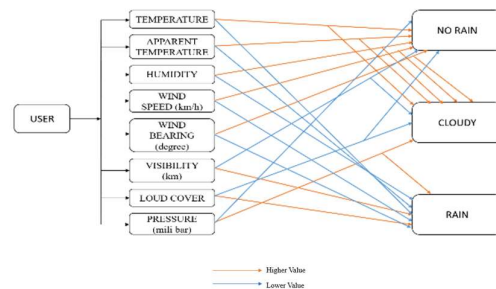 USER
TEMPERATURE
APPARENT
TEMPERATURE
HUMIDITY
WIND
SPEED (km/h)
WIND
BEARING
(degree)
VISIBILITY
(km)
LOUD COVER
PRESSURE
(mili bar)
NO RAIN
CLOUDY
RAIN
Higher Value
Lower Value